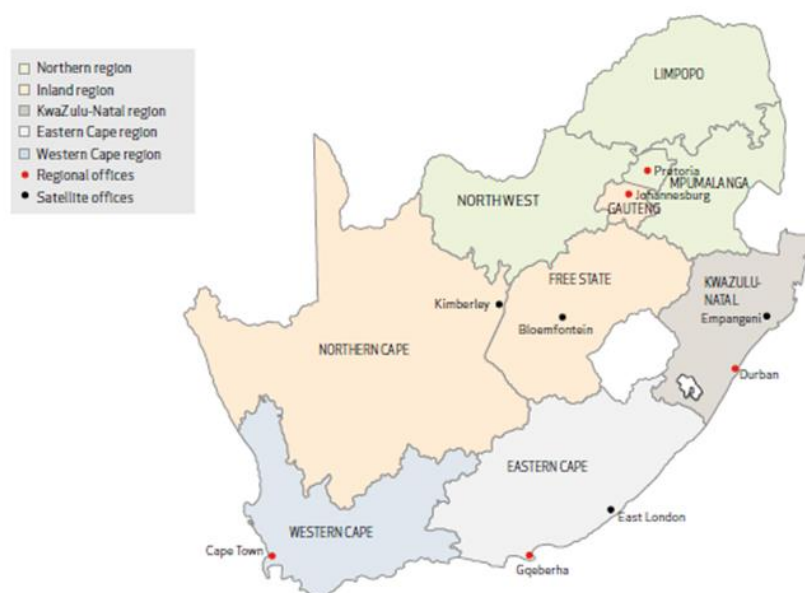 Northern region
Inland region
KwaZulu-Natal region
Eastern Cape region
Western Cape region
Regional offices
Satellite offices
LIMPOPO
Pretoria
MPUMALANGA
Johannesburg
GAUTENG
NORTH WEST
FREE STATE
KWAZULU-
NATAL
Kimberley
Empangeni
Bloemfontein
NORTHERN CAPE
Durban
EASTERN CAPE
East London
WESTERN CAPE
Cape Town
Gqeberha